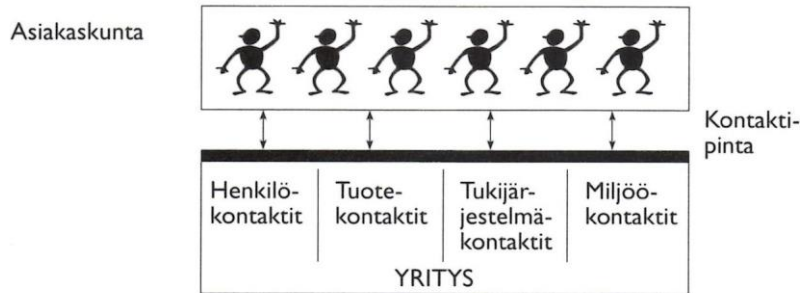 Asiakaskunta
Kontakti-
pinta
Henkilö-
kontaktit
Tuote-
kontaktit
Tukijär-
jestelmä-
kontaktit
Miljöö-
kontaktit
YRITYS